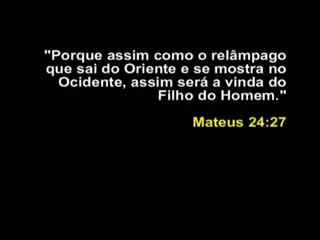 "Porque assim como o relâmpago
que sai do Oriente e se mostra no
Ocidente, assim será a vinda do
Filho do Homem."
Mateus 24:27